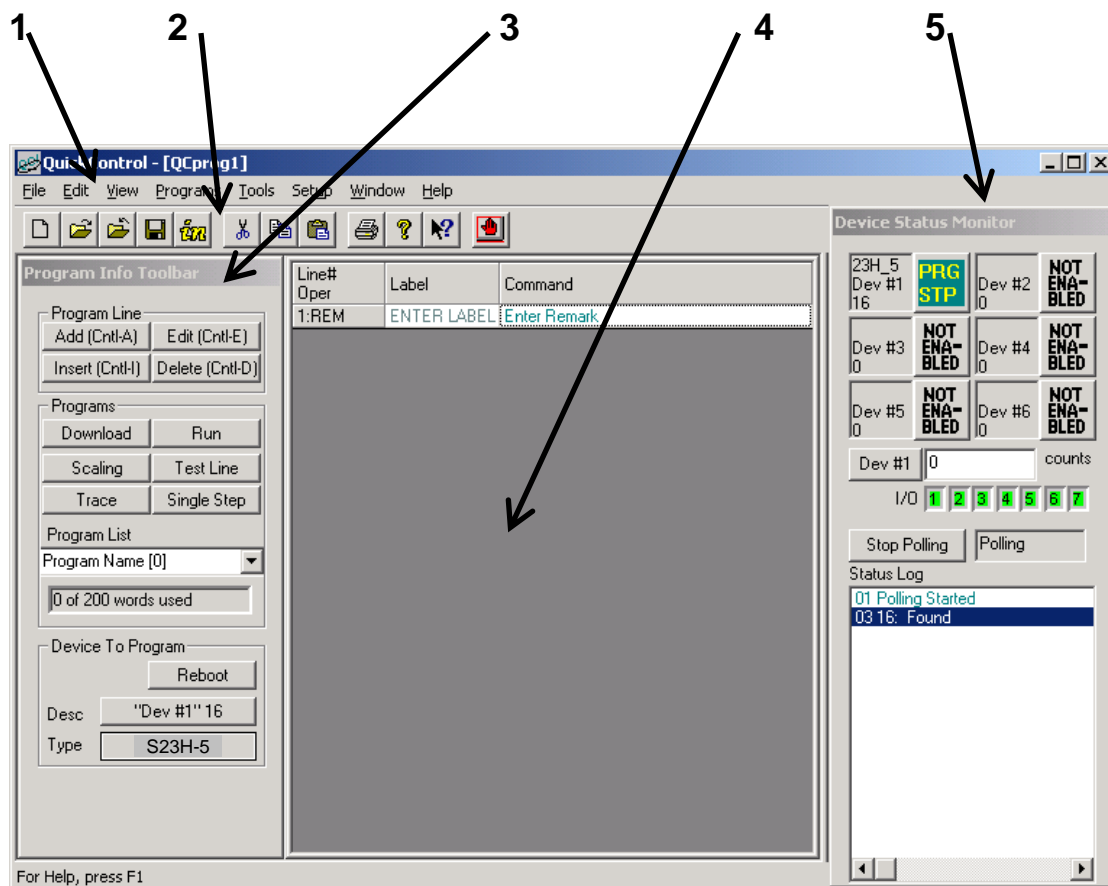 1 2 3 4 5
QuickControl - [QCprog1]
File Edit View Programs Tools Setup Window Help
in
Program Info Toolbar
Program Line
Add (Cntl-A) Edit (Cntl-E)
Insert (Cntl-I) Delete (Cntl-D)
Programs
Download Run
Scaling Test Line
Trace Single Step
Program List
Program Name [0]
0 of 200 words used
Device To Program
Reboot
Desc "Dev #1" 16
Type S23H-5
Line# Label Command
Oper
1:REM ENTER LABEL Enter Remark
Device Status Monitor
23H_5
Dev #1
16
PRG
STP
Dev #2
0
NOT
ENA-
BLED
Dev #3
0
NOT
ENA-
BLED
Dev #4
0
NOT
ENA-
BLED
Dev #5
0
NOT
ENA-
BLED
Dev #6
0
NOT
ENA-
BLED
Dev #1 0 counts
I/O 1 2 3 4 5 6 7
Stop Polling Polling
Status Log
01 Polling Started
03 16: Found
For Help, press F1